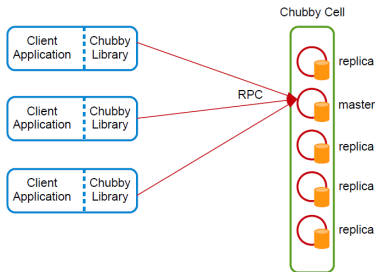 Chubby Cell
Client Application
Chubby Library
replica
RPC
master
Client Application
Chubby Library
replica
Client Application
Chubby Library
replica
replica